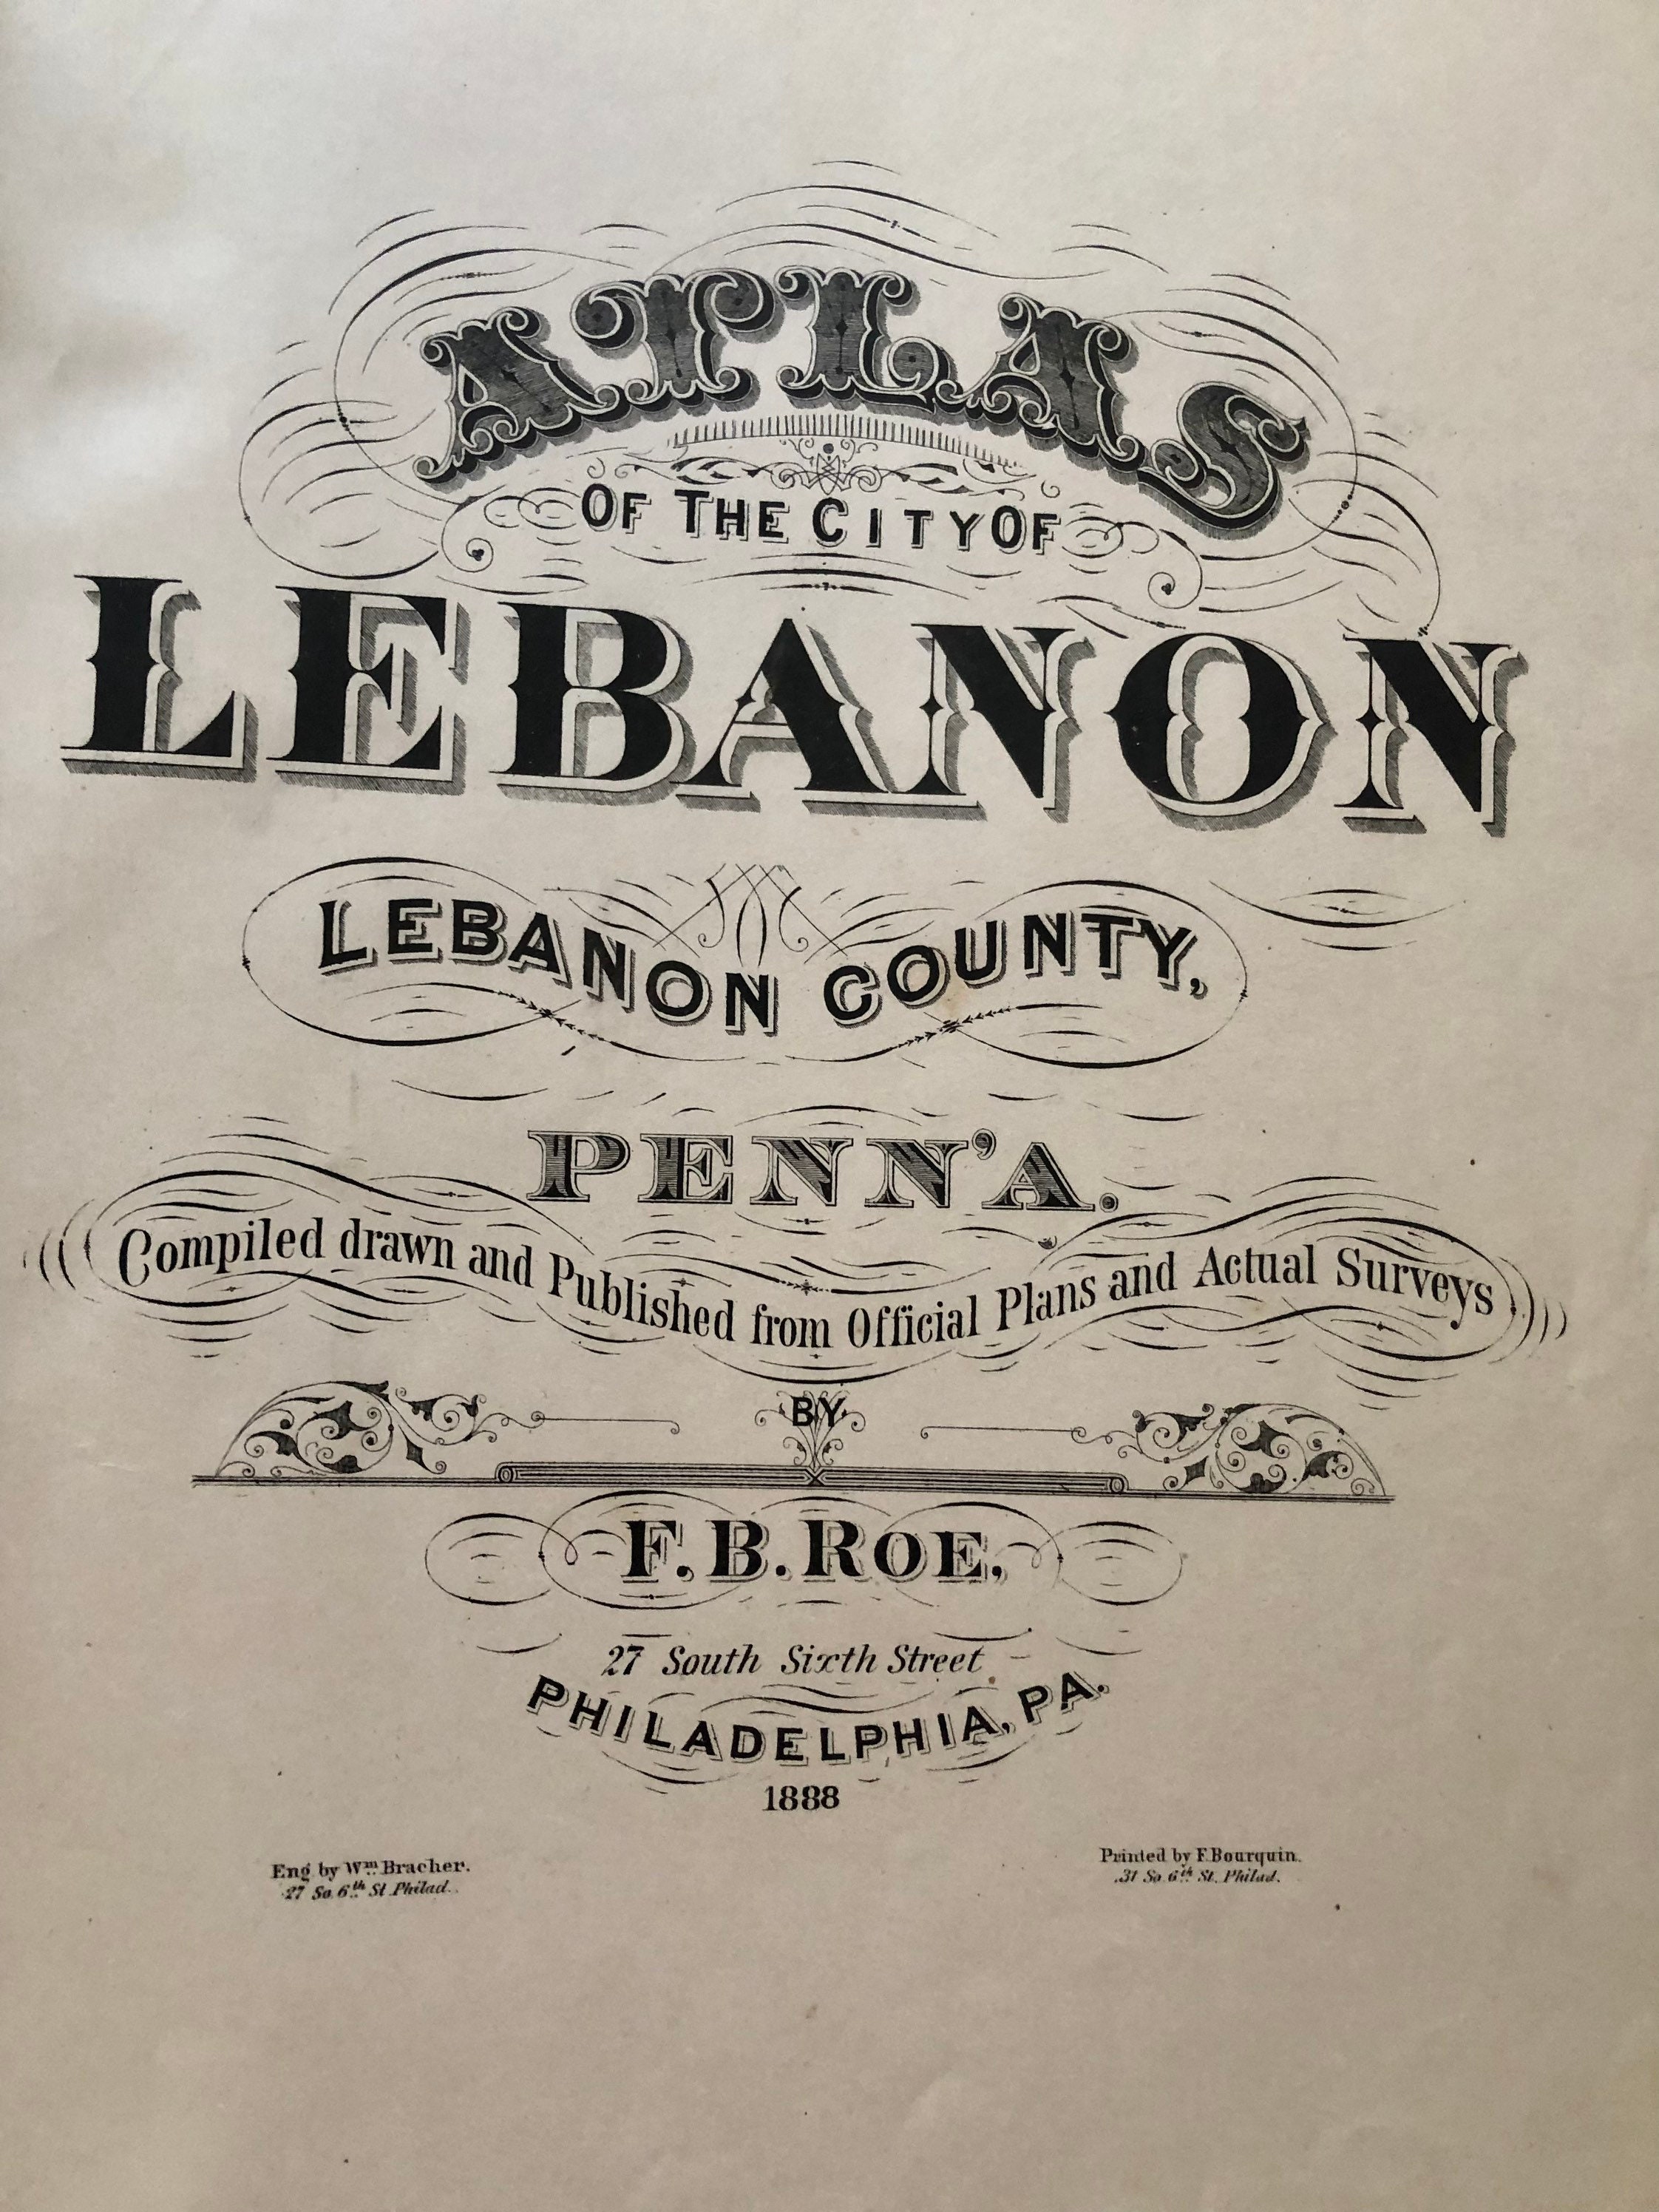 ATLAS
OF THE CITY OF
LEBANON
LEBANON COUNTY,
PENN'A.
Compiled drawn and Published from Official Plans and Actual Surveys
BY
F. B. ROE,
27 South Sixth Street
PHILADELPHIA, PA.
1888
Eng by Wm. Bracher.
27 So. 6th St Philad.
Printed by F. Bourquin.
31 So. 6th St. Philad.